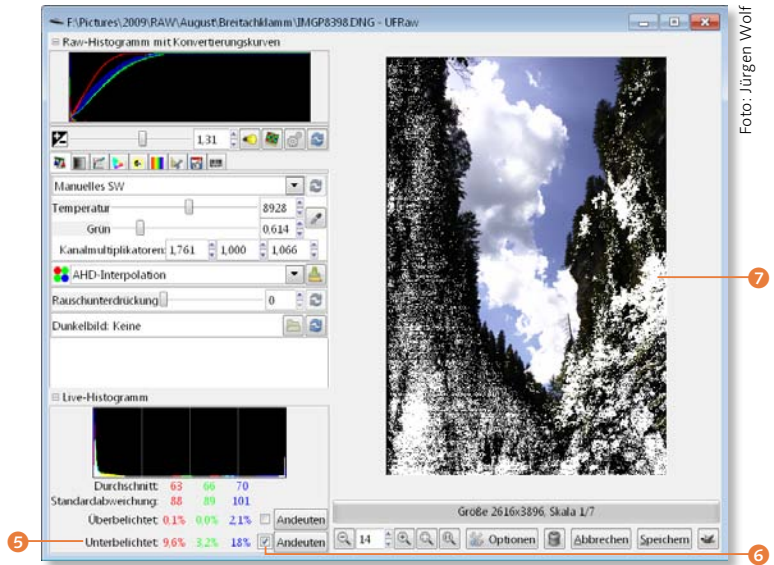 F:\Pictures\2009\RAW\August\Breitachklamm\IMGP8398.DNG - UFRaw
Raw-Histogramm mit Konvertierungskurven
1,31
Manuelles SW
Temperatur 8928
Grün 0,614
Kanalmultiplikatoren: 1,761 1,000 1,066
AHD-Interpolation
Rauschunterdrückung 0
Dunkelbild: Keine
Live-Histogramm
Durchschnitt: 63 66 70
Standardabweichung: 88 89 101
Überbelichtet: 0,1% 0,0% 2,1% Andeuten
Unterbelichtet: 9,6% 3,2% 18% Andeuten
Größe 2616x3896, Skala 1/7
14 Optionen Abbrechen Speichern
Foto: Jürgen Wolf
5
6
7